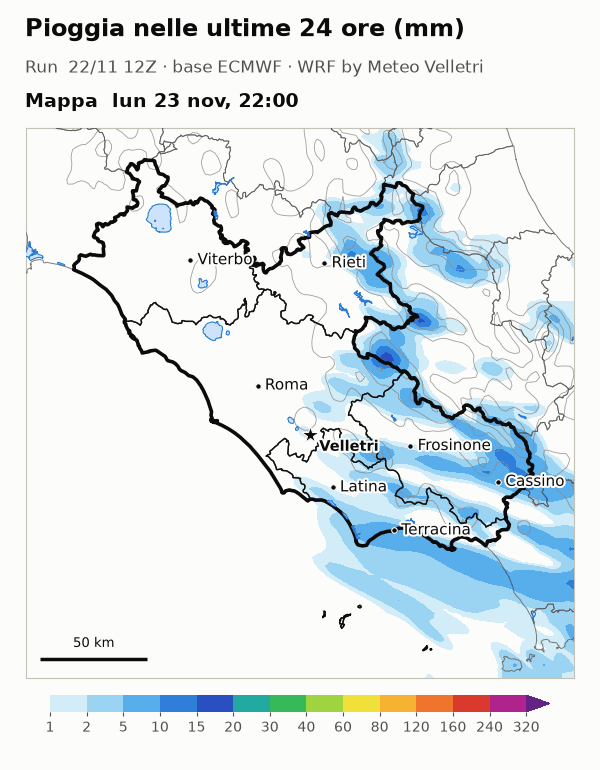 Pioggia nelle ultime 24 ore (mm)
Run 22/11 12Z · base ECMWF · WRF by Meteo Velletri
Mappa lun 23 nov, 22:00
Viterbo
Rieti
Roma
Velletri
Frosinone
Latina
Cassino
Terracina
50 km
1 2 5 10 15 20 30 40 60 80 120 160 240 320